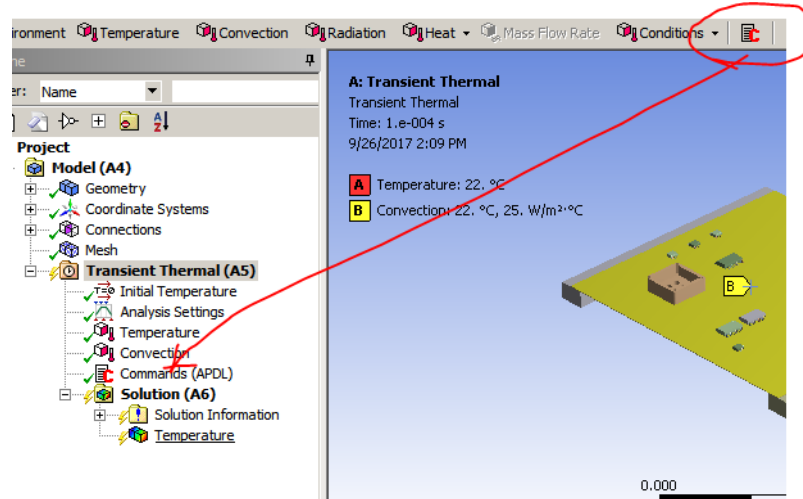 ironment Temperature Convection Radiation Heat Mass Flow Rate Conditions
ne
er: Name
Project
Model (A4)
Geometry
Coordinate Systems
Connections
Mesh
Transient Thermal (A5)
Initial Temperature
Analysis Settings
Temperature
Convection
Commands (APDL)
Solution (A6)
Solution Information
Temperature
A: Transient Thermal
Transient Thermal
Time: 1.e-004 s
9/26/2017 2:09 PM
A Temperature: 22. °C
B Convection: 22. °C, 25. W/m²·°C
B
0.000